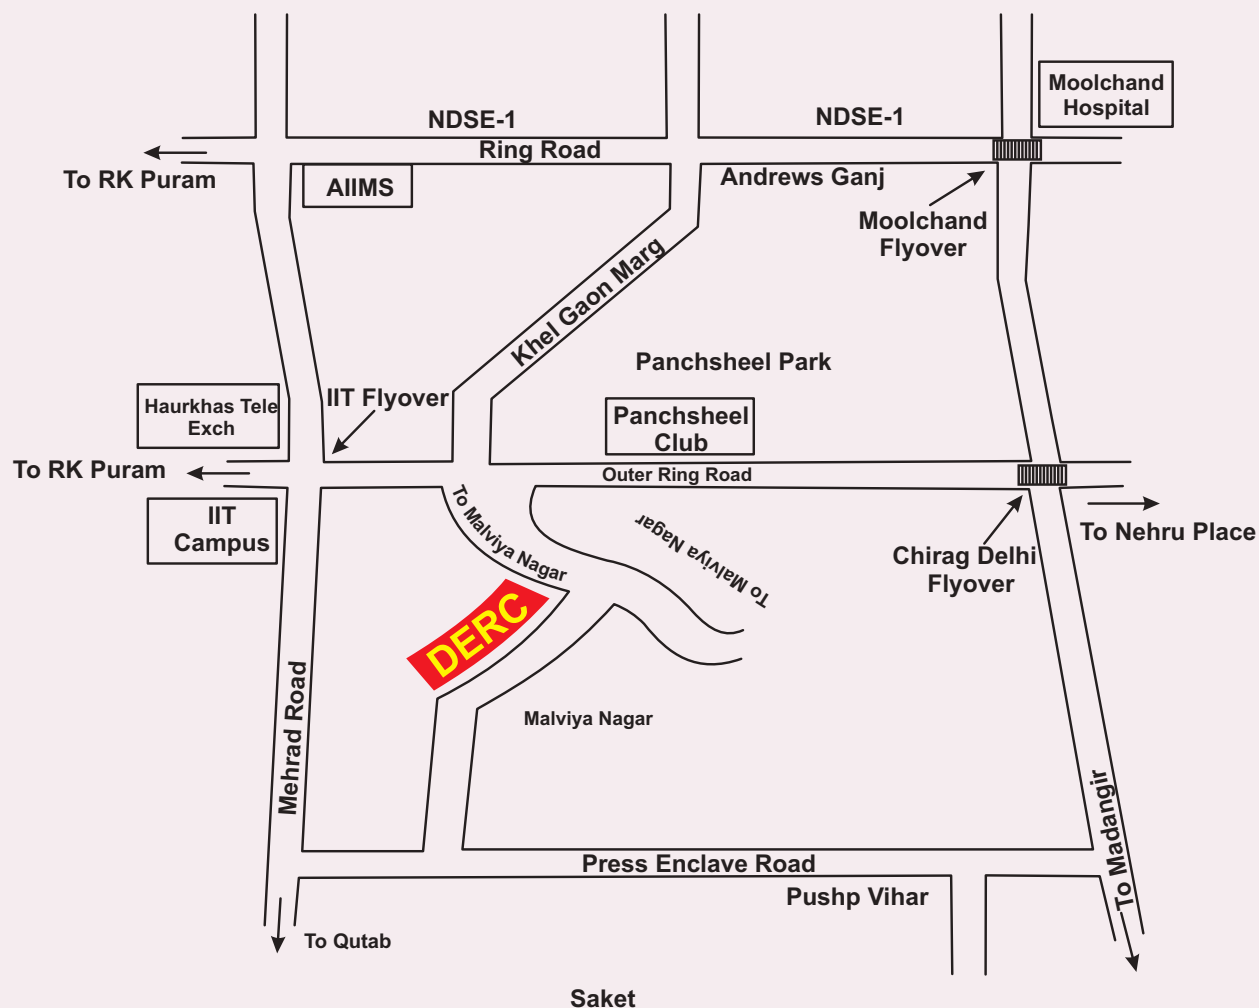 Moolchand
Hospital
NDSE-1
NDSE-1
Ring Road
To RK Puram
AIIMS
Andrews Ganj
Moolchand
Flyover
Khel Gaon Marg
Panchsheel Park
IIT Flyover
Haurkhas Tele
Exch
Panchsheel
Club
To RK Puram
Outer Ring Road
IIT
Campus
To Malviya Nagar
To Malviya Nagar
To Nehru Place
Chirag Delhi
Flyover
DERC
Mehrad Road
Malviya Nagar
To Madangir
Press Enclave Road
Pushp Vihar
To Qutab
Saket